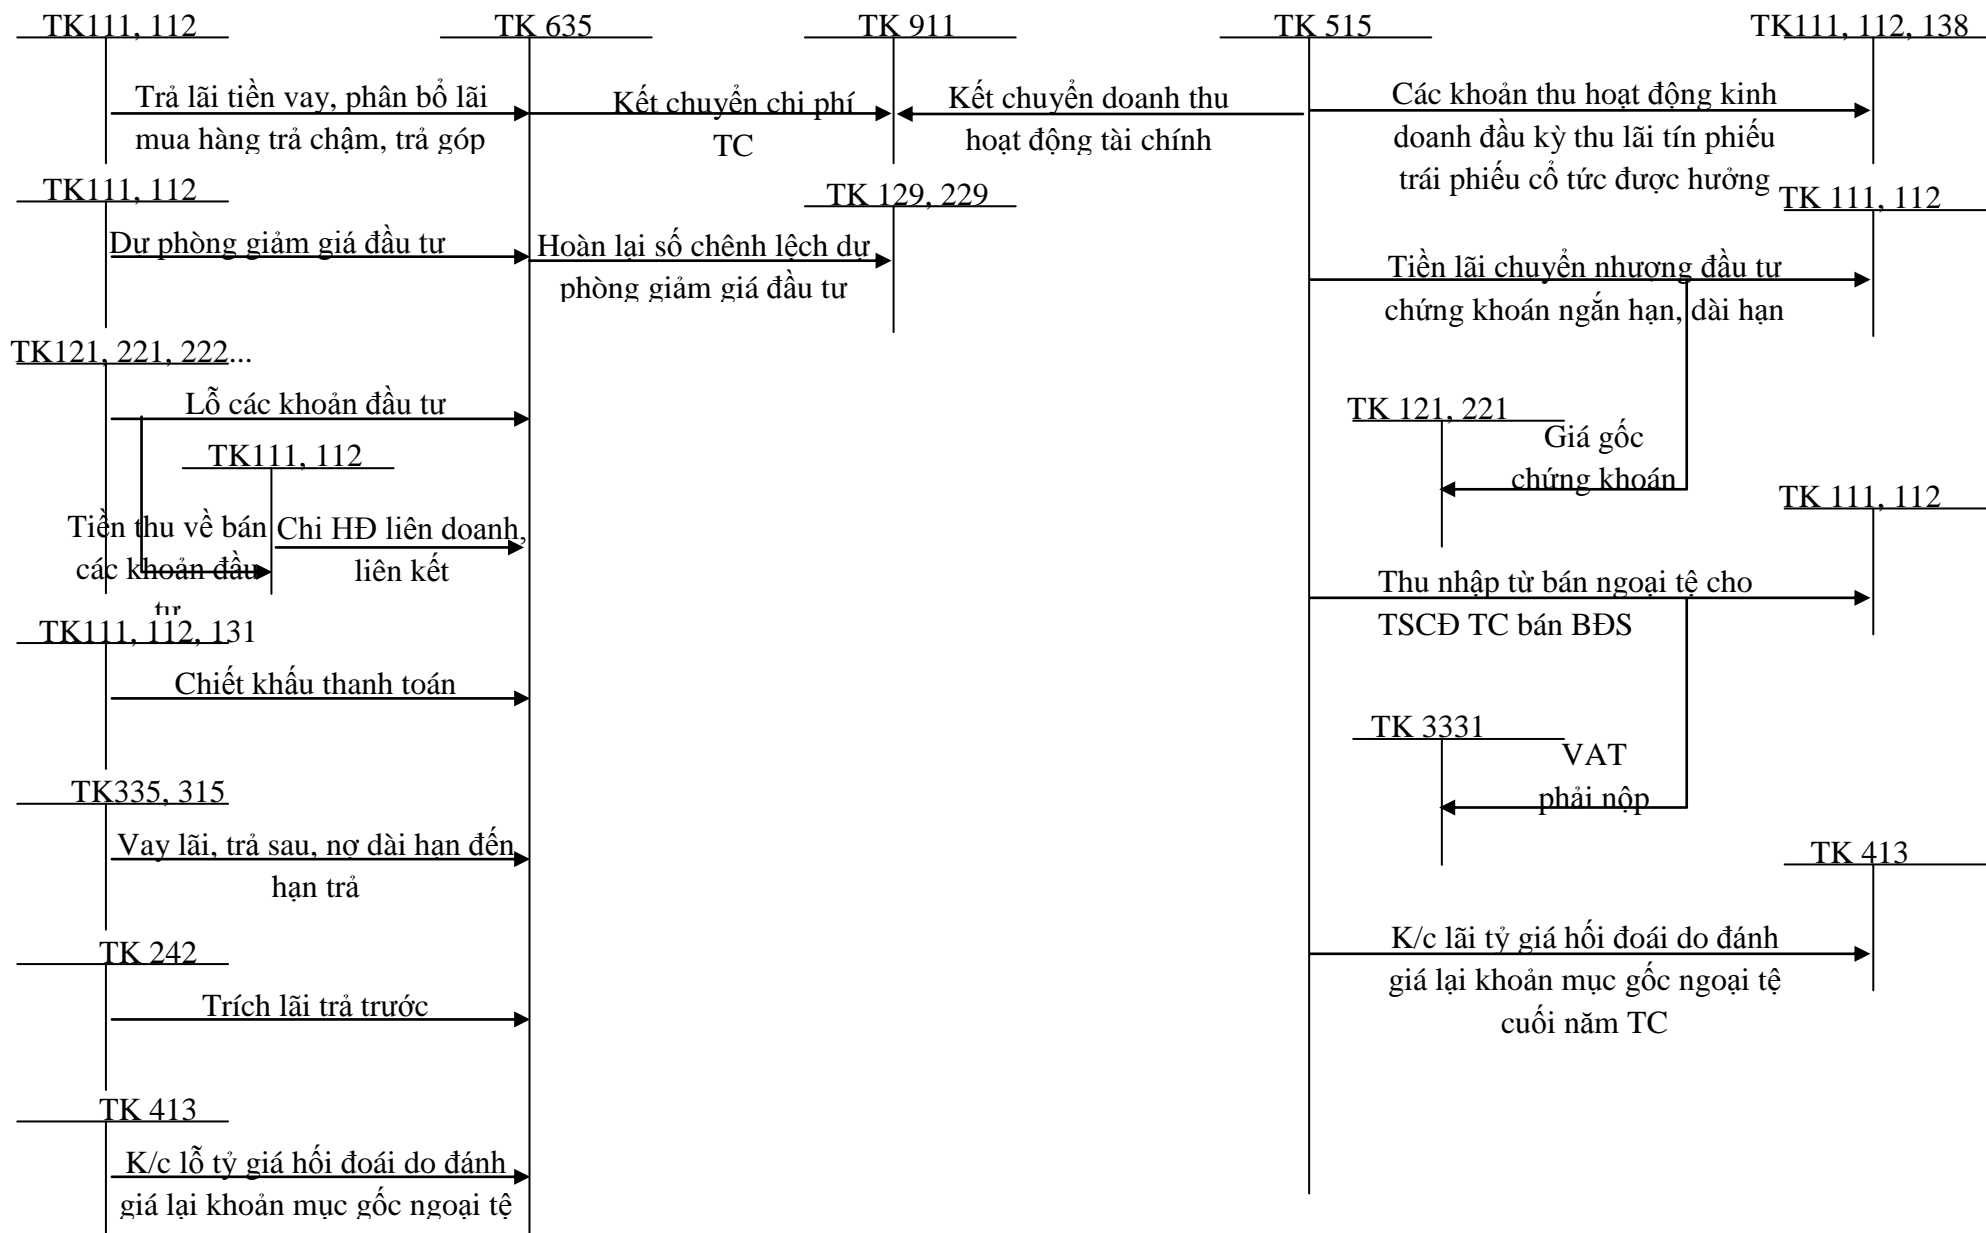 TK111, 112
TK 635
TK 911
TK 515
TK111, 112, 138
Trả lãi tiền vay, phân bổ lãi
mua hàng trả chậm, trả góp
Kết chuyển chi phí
TC
Kết chuyển doanh thu
hoạt động tài chính
Các khoản thu hoạt động kinh
doanh đầu kỳ thu lãi tín phiếu
trái phiếu cổ tức được hưởng
TK111, 112
TK 129, 229
TK 111, 112
Dư phòng giảm giá đầu tư
Hoàn lại số chênh lệch dự
phòng giảm giá đầu tư
Tiền lãi chuyển nhượng đầu tư
chứng khoán ngắn hạn, dài hạn
TK121, 221, 222...
Lỗ các khoản đầu tư
TK 121, 221
Giá gốc
chứng khoán
TK111, 112
TK 111, 112
Tiền thu về bán
các khoản đầu
tư
Chi HĐ liên doanh,
liên kết
Thu nhập từ bán ngoại tệ cho
TSCĐ TC bán BĐS
TK111, 112, 131
Chiết khấu thanh toán
TK 3331
VAT
phải nộp
TK335, 315
Vay lãi, trả sau, nợ dài hạn đến
hạn trả
TK 413
TK 242
K/c lãi tỷ giá hối đoái do đánh
giá lại khoản mục gốc ngoại tệ
cuối năm TC
Trích lãi trả trước
TK 413
K/c lỗ tỷ giá hối đoái do đánh
giá lại khoản mục gốc ngoại tệ